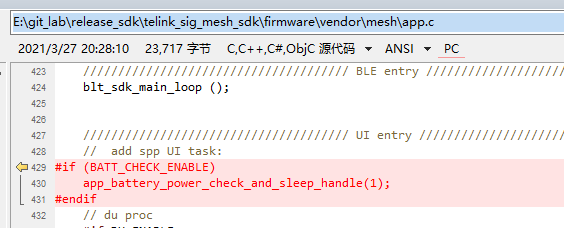 E:\git_lab\release_sdk\telink_sig_mesh_sdk\firmware\vendor\mesh\app.c
2021/3/27 20:28:10 23,717 字节 C,C++,C#,ObjC 源代码 ANSI PC
423 ////////////////////////////////////// BLE entry /////////////////////
424 blt_sdk_main_loop ();
425
426
427 ////////////////////////////////////// UI entry //////////////////////
428 // add spp UI task:
429 #if (BATT_CHECK_ENABLE)
430 app_battery_power_check_and_sleep_handle(1);
431 #endif
432 // du proc